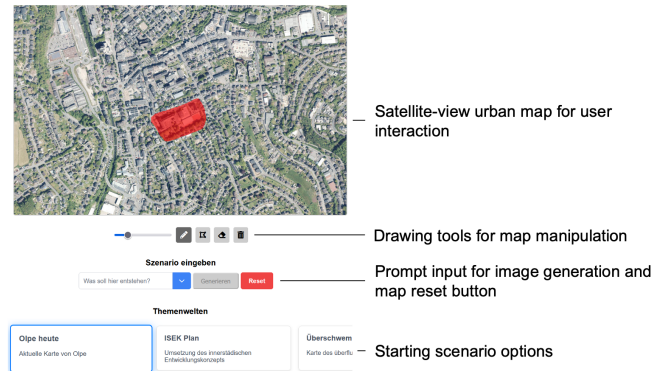 Satellite-view urban map for user
interaction
Drawing tools for map manipulation
Szenario eingeben
Was soll hier entstehen?
Generieren
Reset
Prompt input for image generation and
map reset button
Themenwelten
Olpe heute
Aktuelle Karte von Olpe
ISEK Plan
Umsetzung des innerstädischen
Entwicklungskonzepts
Überschwem
Karte des überflu
Starting scenario options